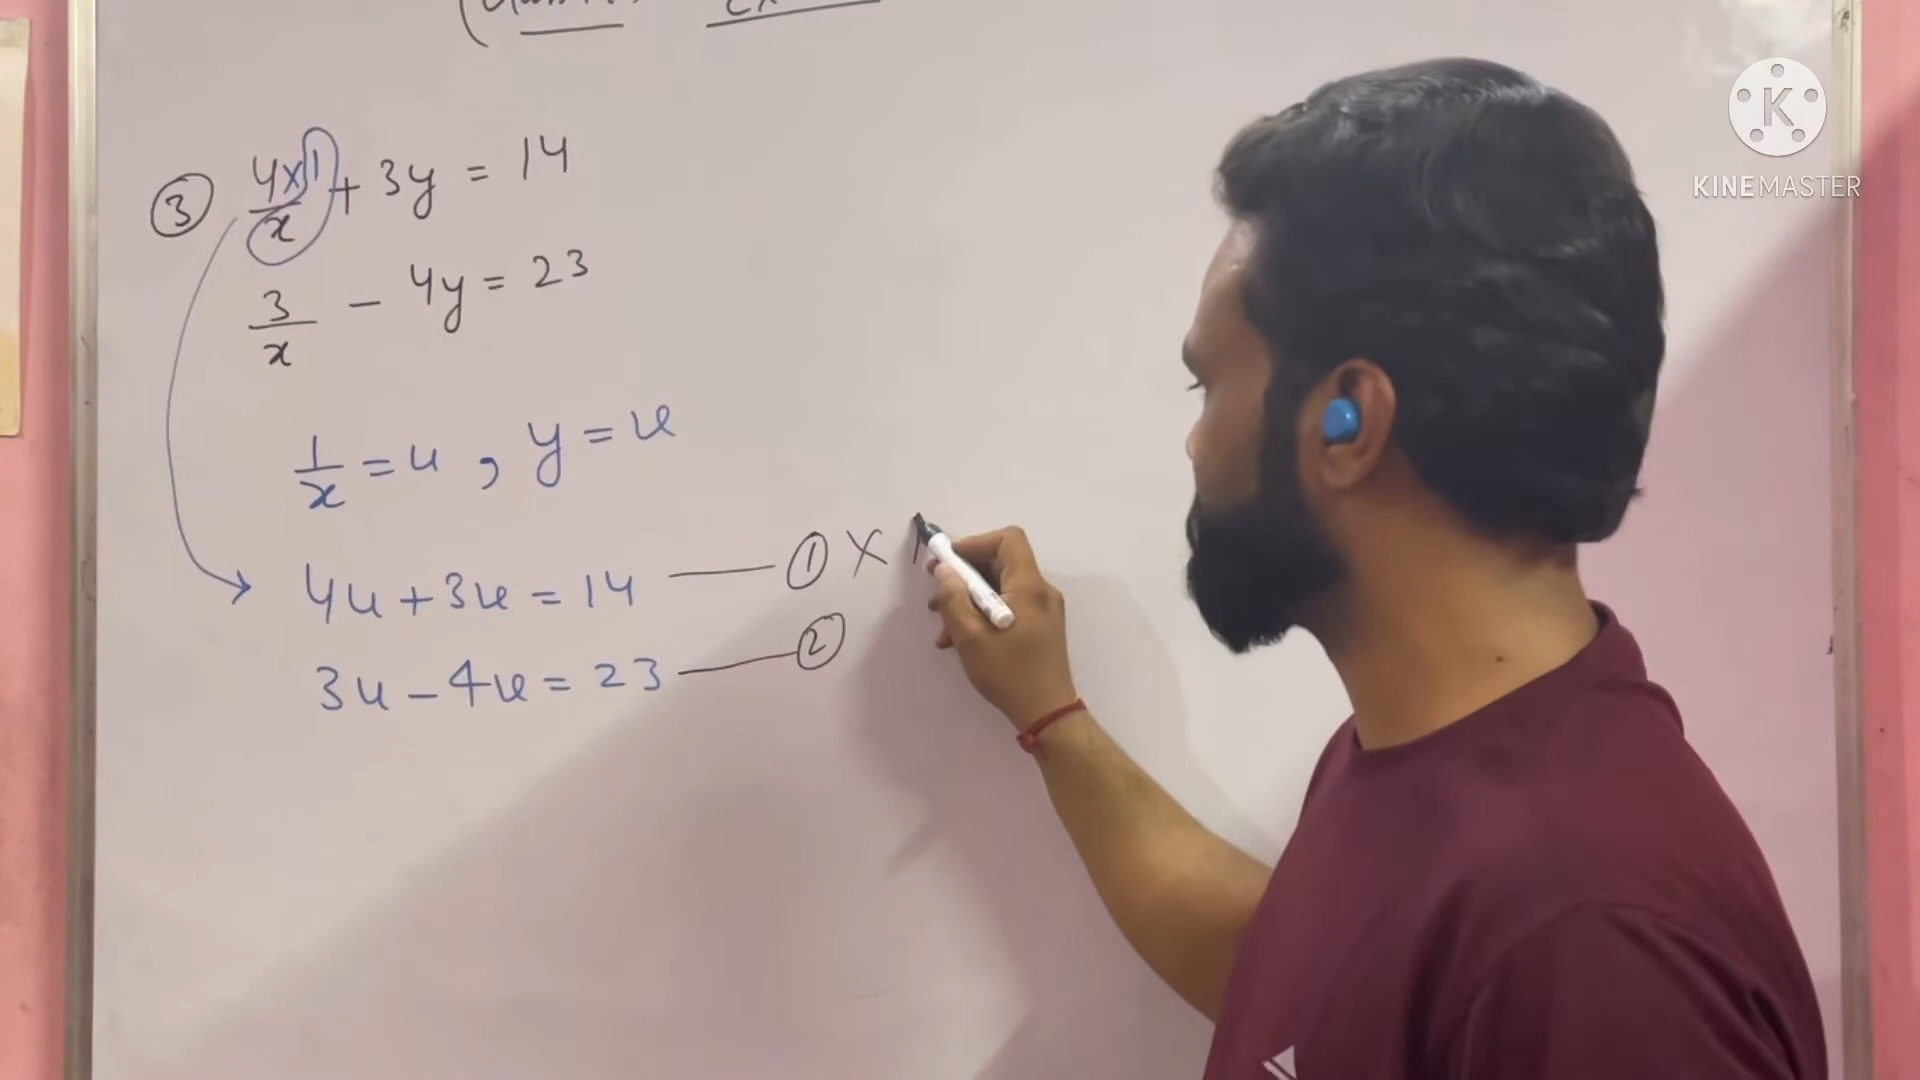 ③ 4×1/x + 3y = 14
3/x - 4y = 23
1/x = u , y = v
4u + 3v = 14 —— ① ×
3u - 4v = 23 —— ②
KINEMASTER